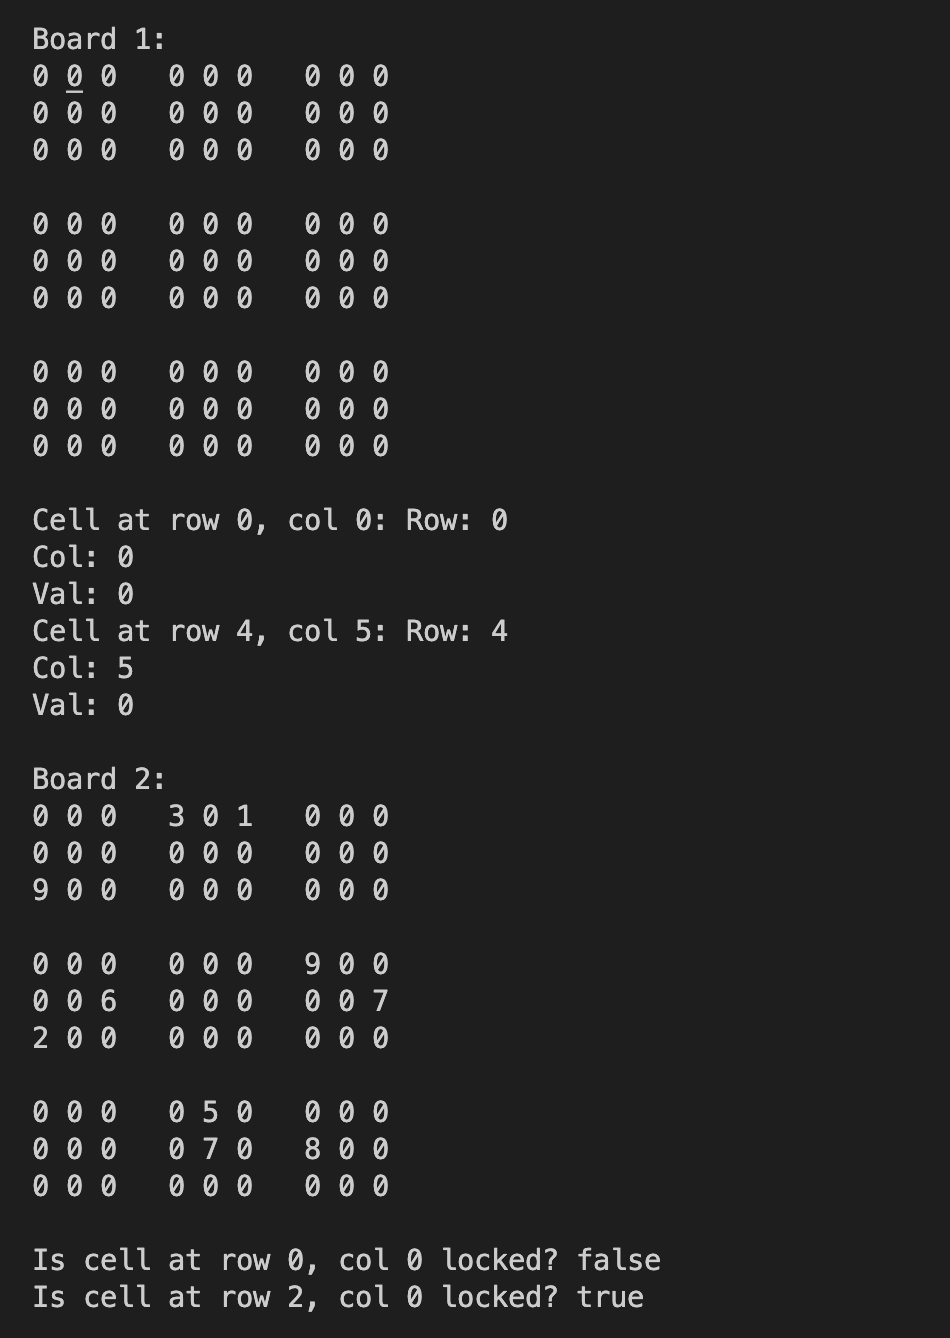 Board 1:
0 0 0   0 0 0   0 0 0
0 0 0   0 0 0   0 0 0
0 0 0   0 0 0   0 0 0

0 0 0   0 0 0   0 0 0
0 0 0   0 0 0   0 0 0
0 0 0   0 0 0   0 0 0

0 0 0   0 0 0   0 0 0
0 0 0   0 0 0   0 0 0
0 0 0   0 0 0   0 0 0

Cell at row 0, col 0: Row: 0
Col: 0
Val: 0
Cell at row 4, col 5: Row: 4
Col: 5
Val: 0

Board 2:
0 0 0   3 0 1   0 0 0
0 0 0   0 0 0   0 0 0
9 0 0   0 0 0   0 0 0

0 0 0   0 0 0   9 0 0
0 0 6   0 0 0   0 0 7
2 0 0   0 0 0   0 0 0

0 0 0   0 5 0   0 0 0
0 0 0   0 7 0   8 0 0
0 0 0   0 0 0   0 0 0

Is cell at row 0, col 0 locked? false
Is cell at row 2, col 0 locked? true